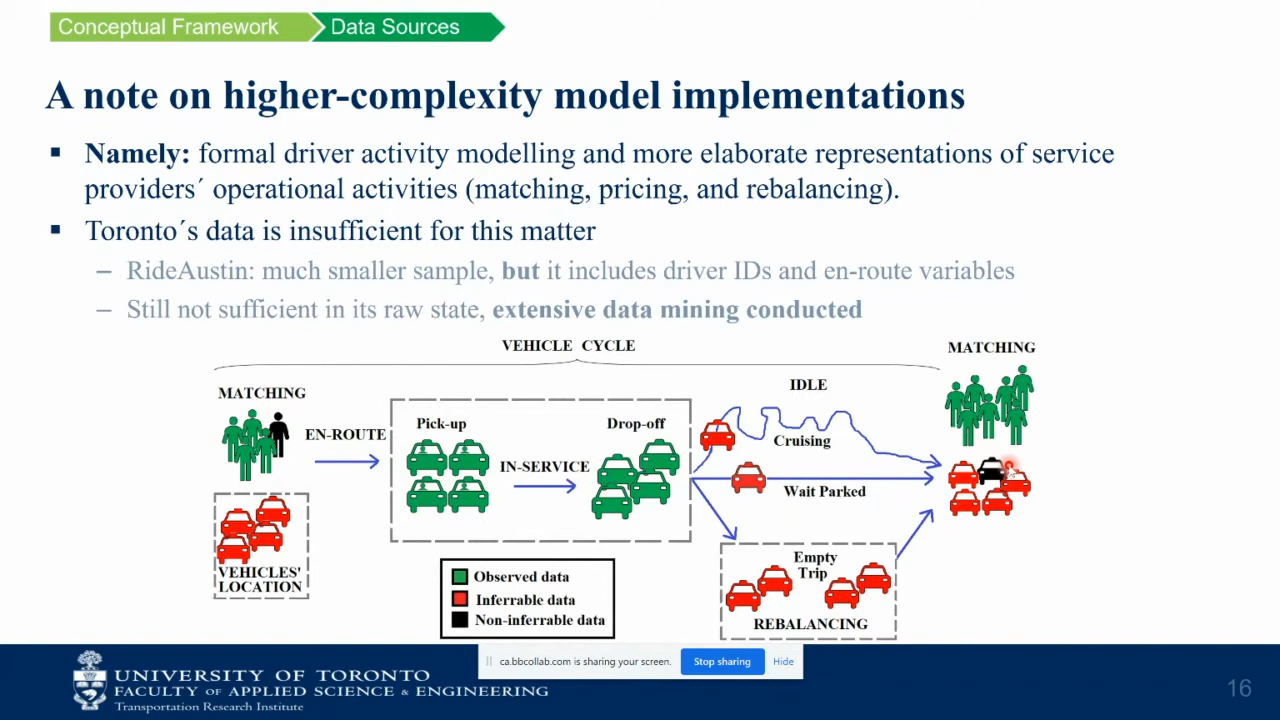 Conceptual Framework
Data Sources
A note on higher-complexity model implementations
▪ Namely: formal driver activity modelling and more elaborate representations of service
providers´ operational activities (matching, pricing, and rebalancing).
▪ Toronto´s data is insufficient for this matter
– RideAustin: much smaller sample, but it includes driver IDs and en-route variables
– Still not sufficient in its raw state, extensive data mining conducted
VEHICLE CYCLE
MATCHING
MATCHING
EN-ROUTE
Pick-up
IN-SERVICE
Drop-off
IDLE
Cruising
Wait Parked
VEHICLES'
LOCATION
Empty
Trip
REBALANCING
Observed data
Inferrable data
Non-inferrable data
ca.bbcollab.com is sharing your screen.
Stop sharing
Hide
UNIVERSITY OF TORONTO
FACULTY OF APPLIED SCIENCE & ENGINEERING
Transportation Research Institute
16